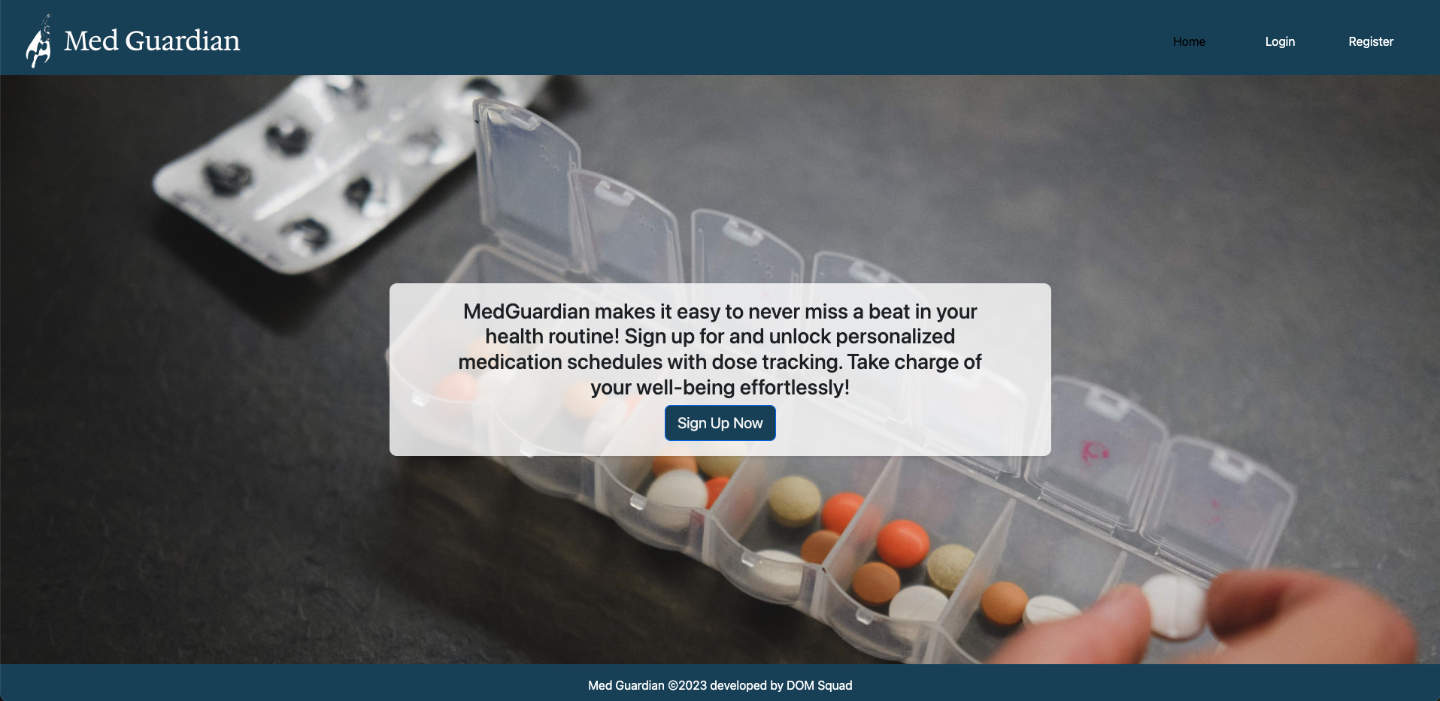 Med Guardian
Home
Login
Register
MedGuardian makes it easy to never miss a beat in your
health routine! Sign up for and unlock personalized
medication schedules with dose tracking. Take charge of
your well-being effortlessly!
Sign Up Now
Med Guardian ©2023 developed by DOM Squad